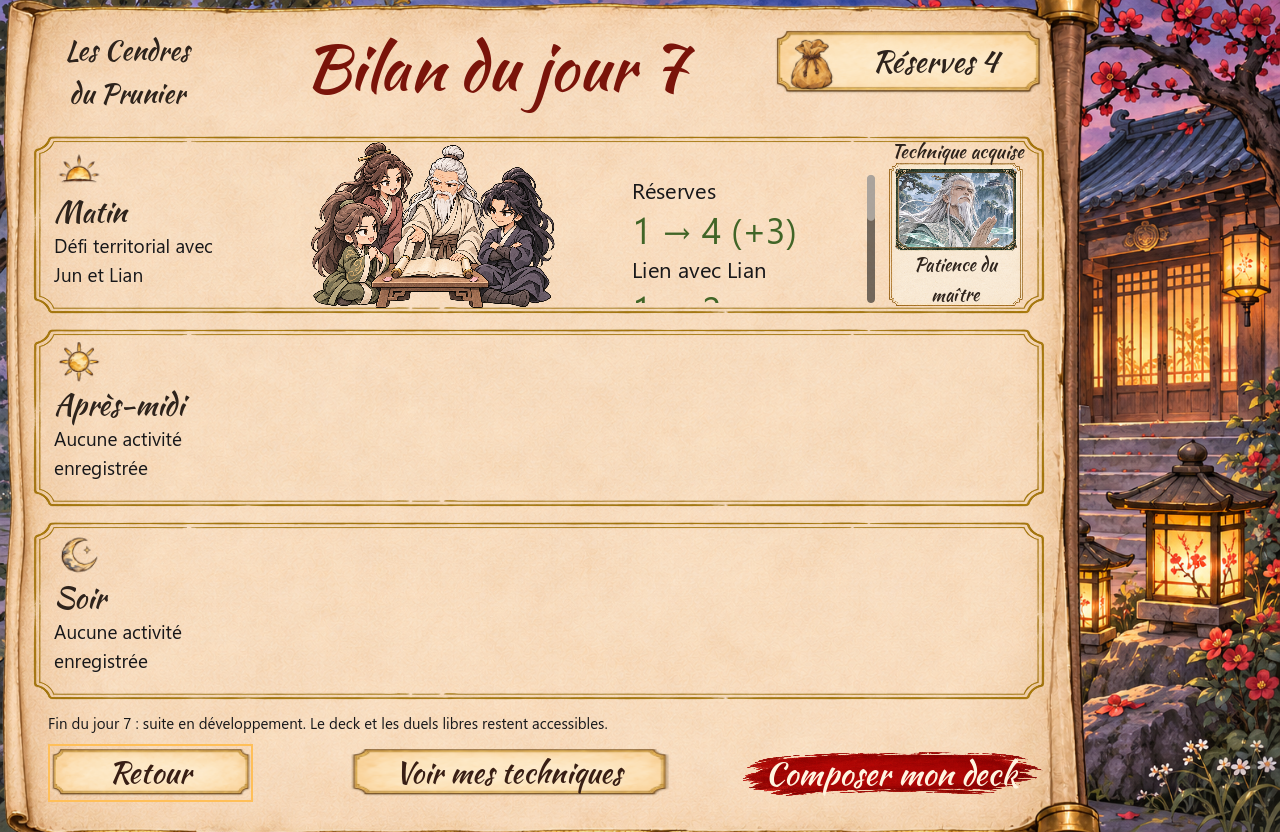 Les Cendres
du Prunier
Bilan du jour 7
Réserves 4
Matin
Défi territorial avec
Jun et Lian
Réserves
1 → 4 (+3)
Lien avec Lian
Technique acquise
Patience du
maître
Après-midi
Aucune activité
enregistrée
Soir
Aucune activité
enregistrée
Fin du jour 7 : suite en développement. Le deck et les duels libres restent accessibles.
Retour
Voir mes techniques
Composer mon deck